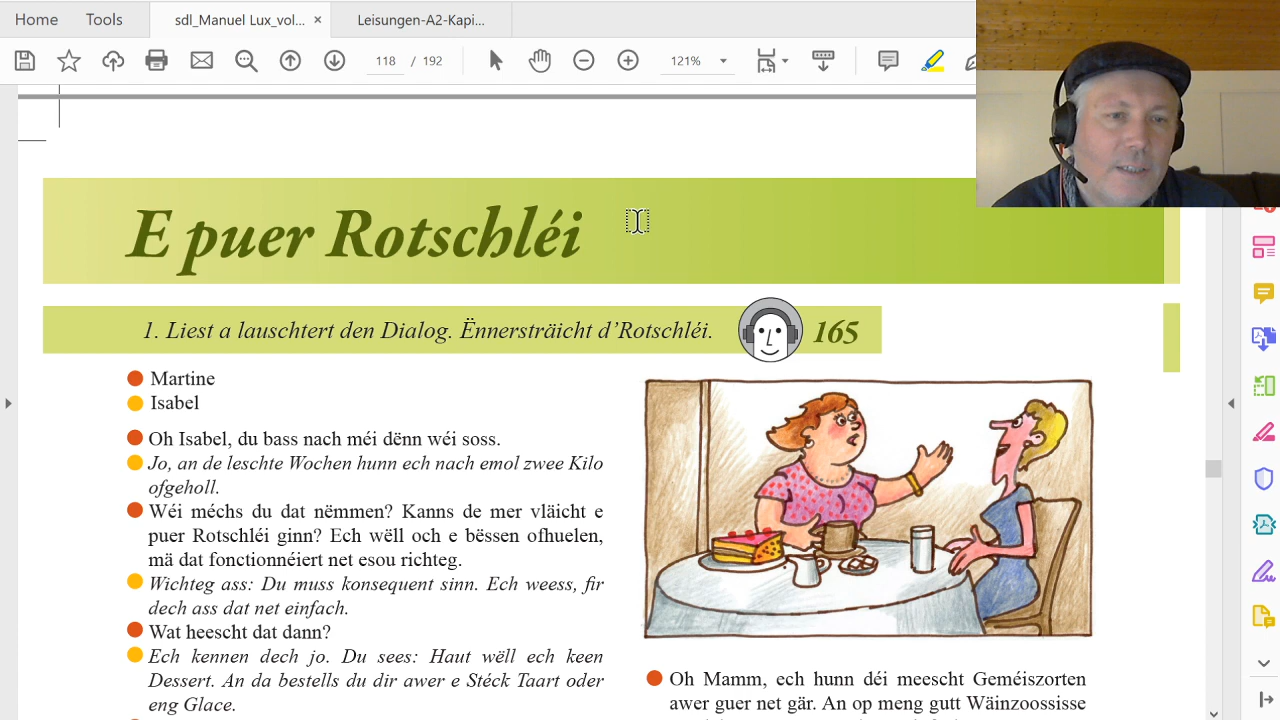 Home Tools sdl_Manuel Lux_vol... × Leisungen-A2-Kapi...
118 / 192 121%
E puer Rotschléi
1. Liest a lauschtert den Dialog. Ënnersträicht d’Rotschléi. 165
Martine
Isabel
Oh Isabel, du bass nach méi dënn wéi soss.
Jo, an de leschte Wochen hunn ech nach emol zwee Kilo
ofgeholl.
Wéi méchs du dat nëmmen? Kanns de mer vläicht e
puer Rotschléi ginn? Ech wëll och e bëssen ofhuelen,
mä dat fonctionnéiert net esou richteg.
Wichteg ass: Du muss konsequent sinn. Ech weess, fir
dech ass dat net einfach.
Wat heescht dat dann?
Ech kennen dech jo. Du sees: Haut wëll ech keen
Dessert. An da bestells du dir awer e Stéck Taart oder
eng Glace.
Oh Mamm, ech hunn déi meescht Geméiszorten
awer guer net gär. An op meng gutt Wäinzoossisse